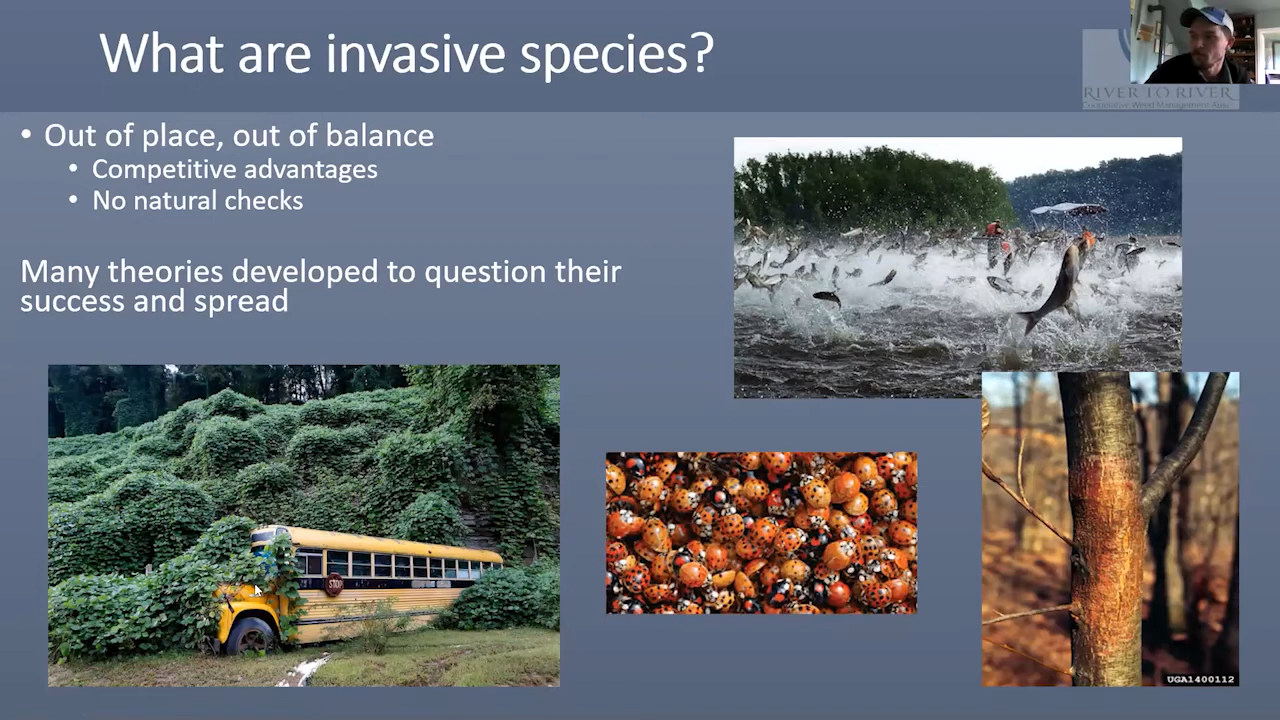 What are invasive species?
RIVER TO RIVER
Cooperative Weed Management Area
• Out of place, out of balance
• Competitive advantages
• No natural checks
Many theories developed to question their
success and spread
STOP
UGA1400112